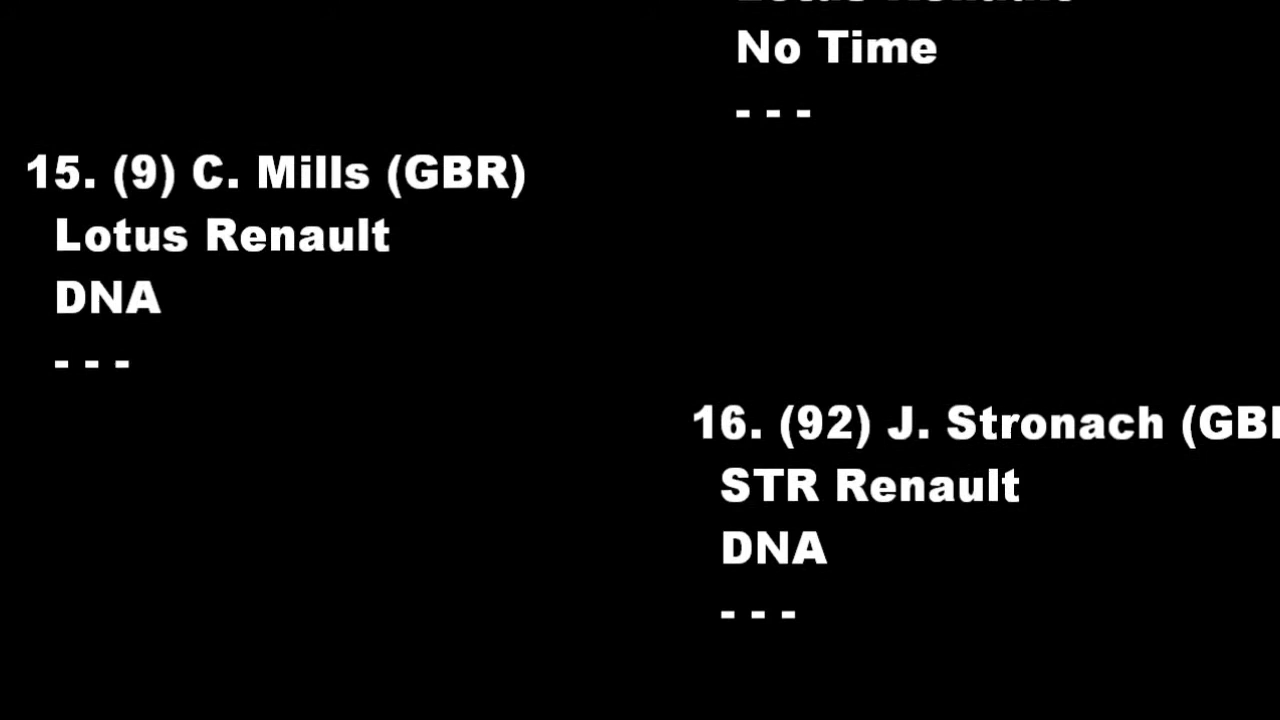 No Time
- - -
15. (9) C. Mills (GBR)
Lotus Renault
DNA
- - -
16. (92) J. Stronach (GB
STR Renault
DNA
- - -